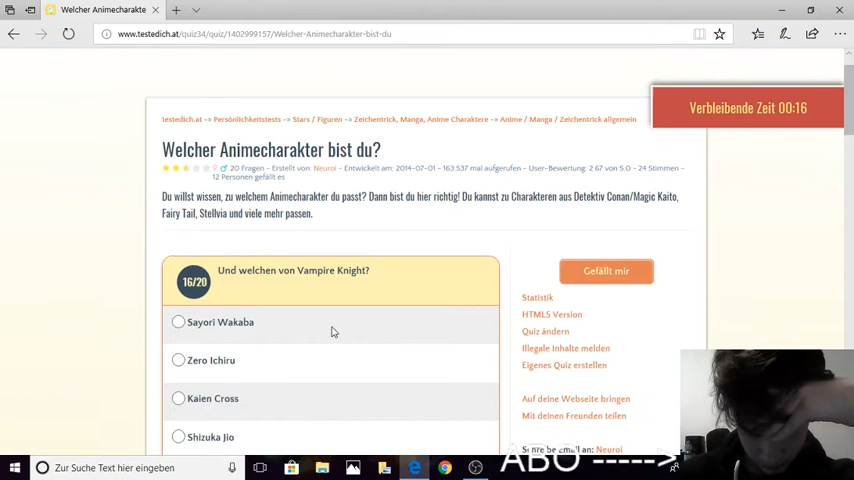 Welcher Animecharakte
www.testedich.at/quiz34/quiz/1402999157/Welcher-Animecharakter-bist-du
Verbleibende Zeit 00:16
testedich.at -» Persönlichkeitstests -» Stars / Figuren -» Zeichentrick, Manga, Anime Charaktere -» Anime / Manga / Zeichentrick allgemein
Welcher Animecharakter bist du?
20 Fragen – Erstellt von: Neuroi – Entwickelt am: 2014-07-01 – 163.537 mal aufgerufen – User-Bewertung: 2.67 von 5.0 – 24 Stimmen –
12 Personen gefällt es
Du willst wissen, zu welchem Animecharakter du passt? Dann bist du hier richtig! Du kannst zu Charakteren aus Detektiv Conan/Magic Kaito,
Fairy Tail, Stellvia und viele mehr passen.
16/20
Und welchen von Vampire Knight?
Sayori Wakaba
Zero Ichiru
Kaien Cross
Shizuka Jio
Gefällt mir
Statistik
HTML5 Version
Quiz ändern
Illegale Inhalte melden
Eigenes Quiz erstellen
Auf deine Webseite bringen
Mit deinen Freunden teilen
Schreibe Email an: Neuroi
Zur Suche Text hier eingeben
ABO ----->